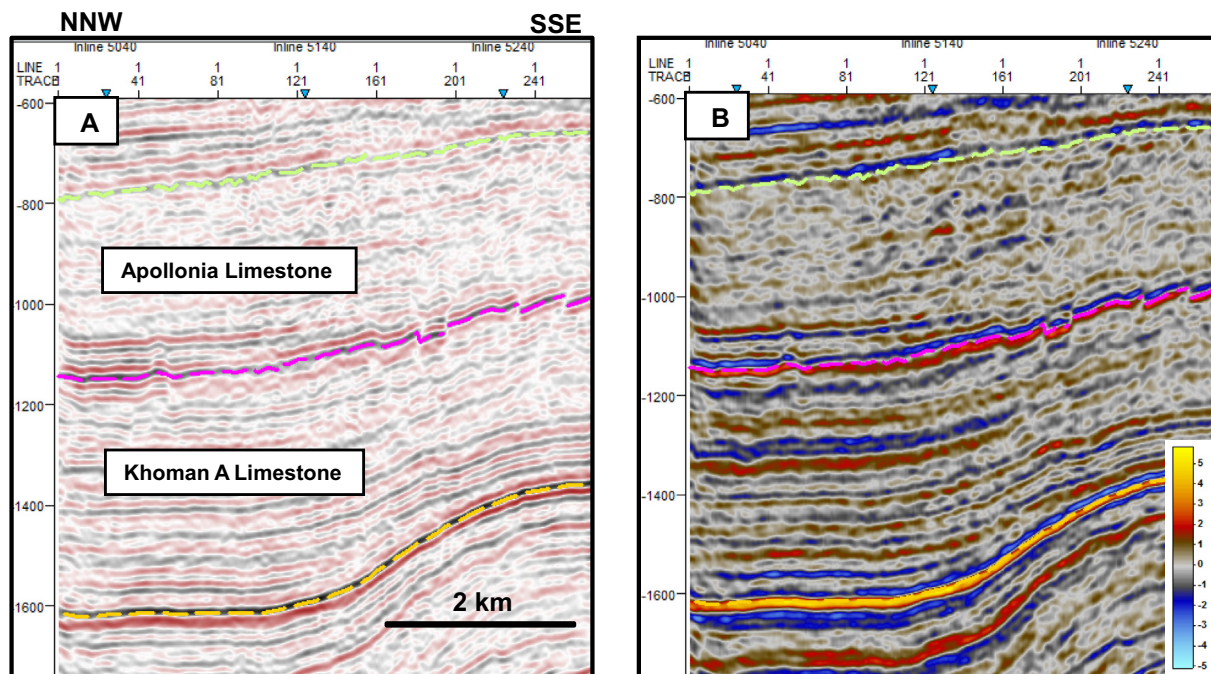 NNW SSE
Inline 5040 Inline 5140 Inline 5240
LINE 1 1 1 1 1 1 1
TRACE 1 41 81 121 161 201 241
-600
A
-800
Apollonia Limestone
-1000
-1200
Khoman A Limestone
-1400
-1600
2 km
Inline 5040 Inline 5140 Inline 5240
LINE 1 1 1 1 1 1 1
TRACE 1 41 81 121 161 201 241
-600
B
-800
-1000
-1200
-1400
-1600
5
4
3
2
1
0
-1
-2
-3
-4
-5